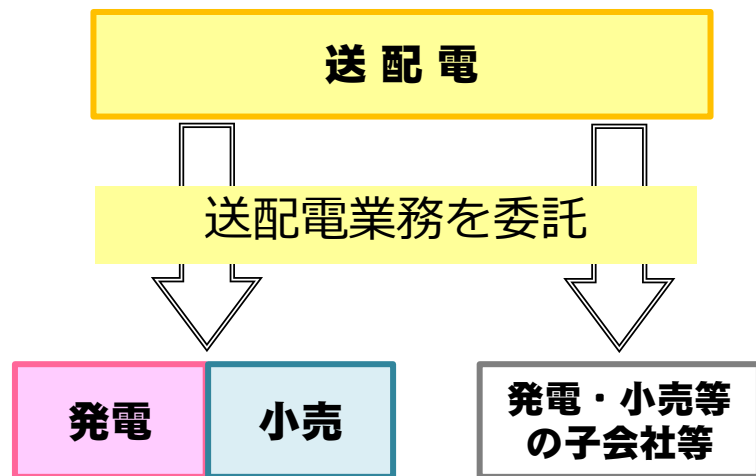 送配電
送配電業務を委託
発電
小売
発電・小売等
の子会社等